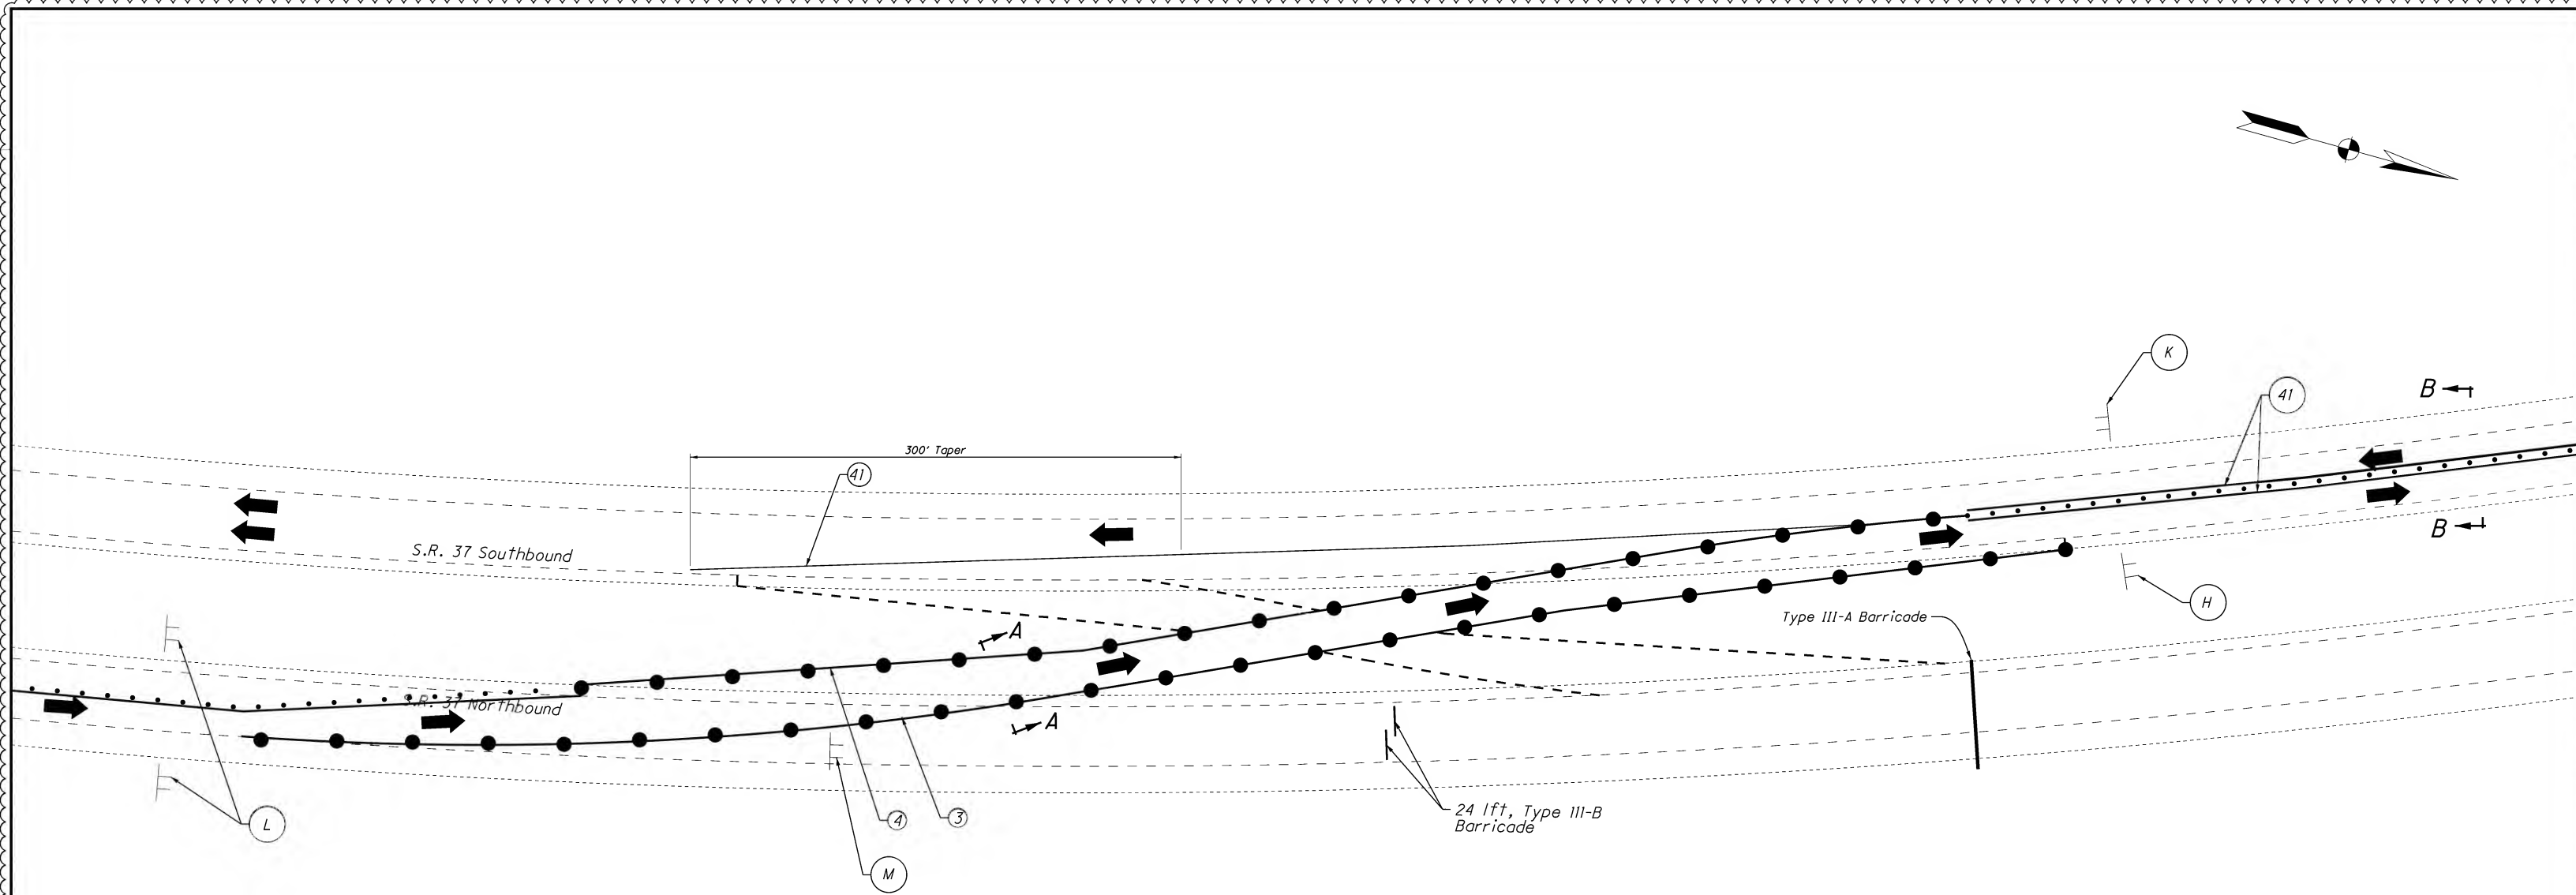 K
B
41
B
300' Taper
41
S.R. 37 Southbound
H
Type III-A Barricade
A
S.R. 37 Northbound
A
24 lft, Type III-B
Barricade
L
4
3
M